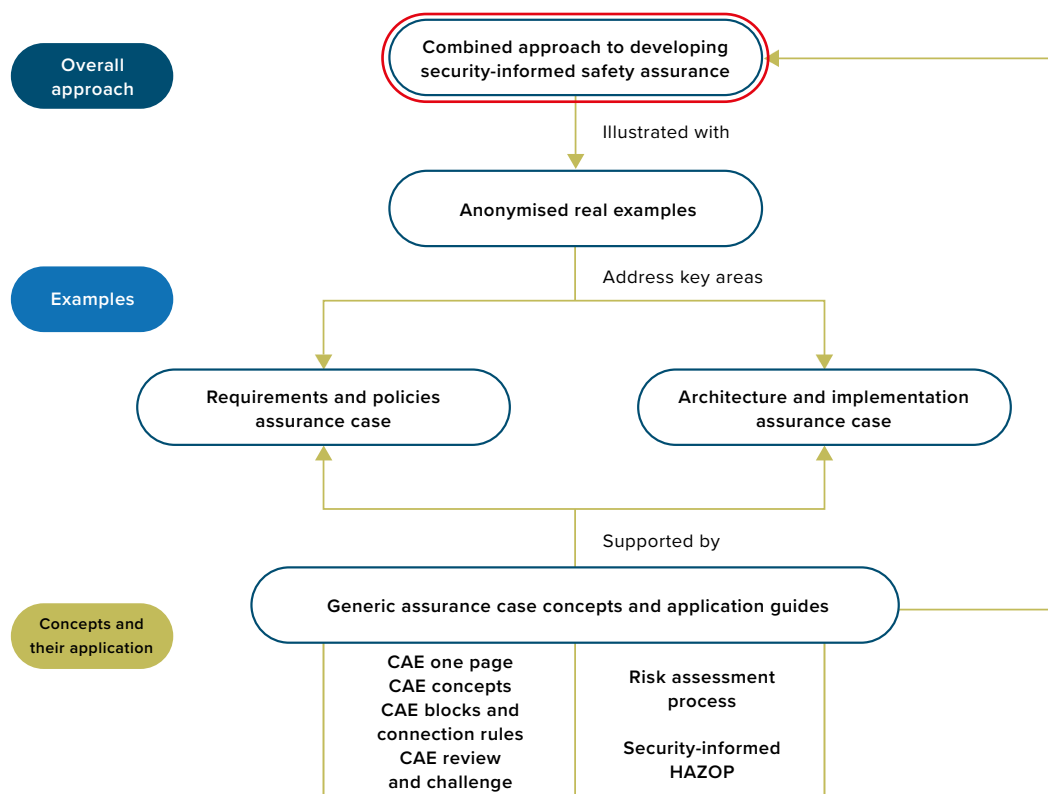 Overall
approach
Combined approach to developing
security-informed safety assurance
Illustrated with
Anonymised real examples
Address key areas
Examples
Requirements and policies
assurance case
Architecture and implementation
assurance case
Supported by
Generic assurance case concepts and application guides
Concepts and
their application
CAE one page
CAE concepts
CAE blocks and
connection rules
CAE review
and challenge
Risk assessment
process
Security-informed
HAZOP